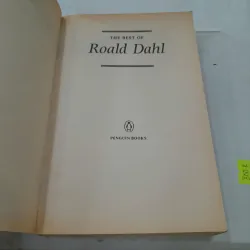 THE BEST OF
Roald Dahl
PENGUIN BOOKS